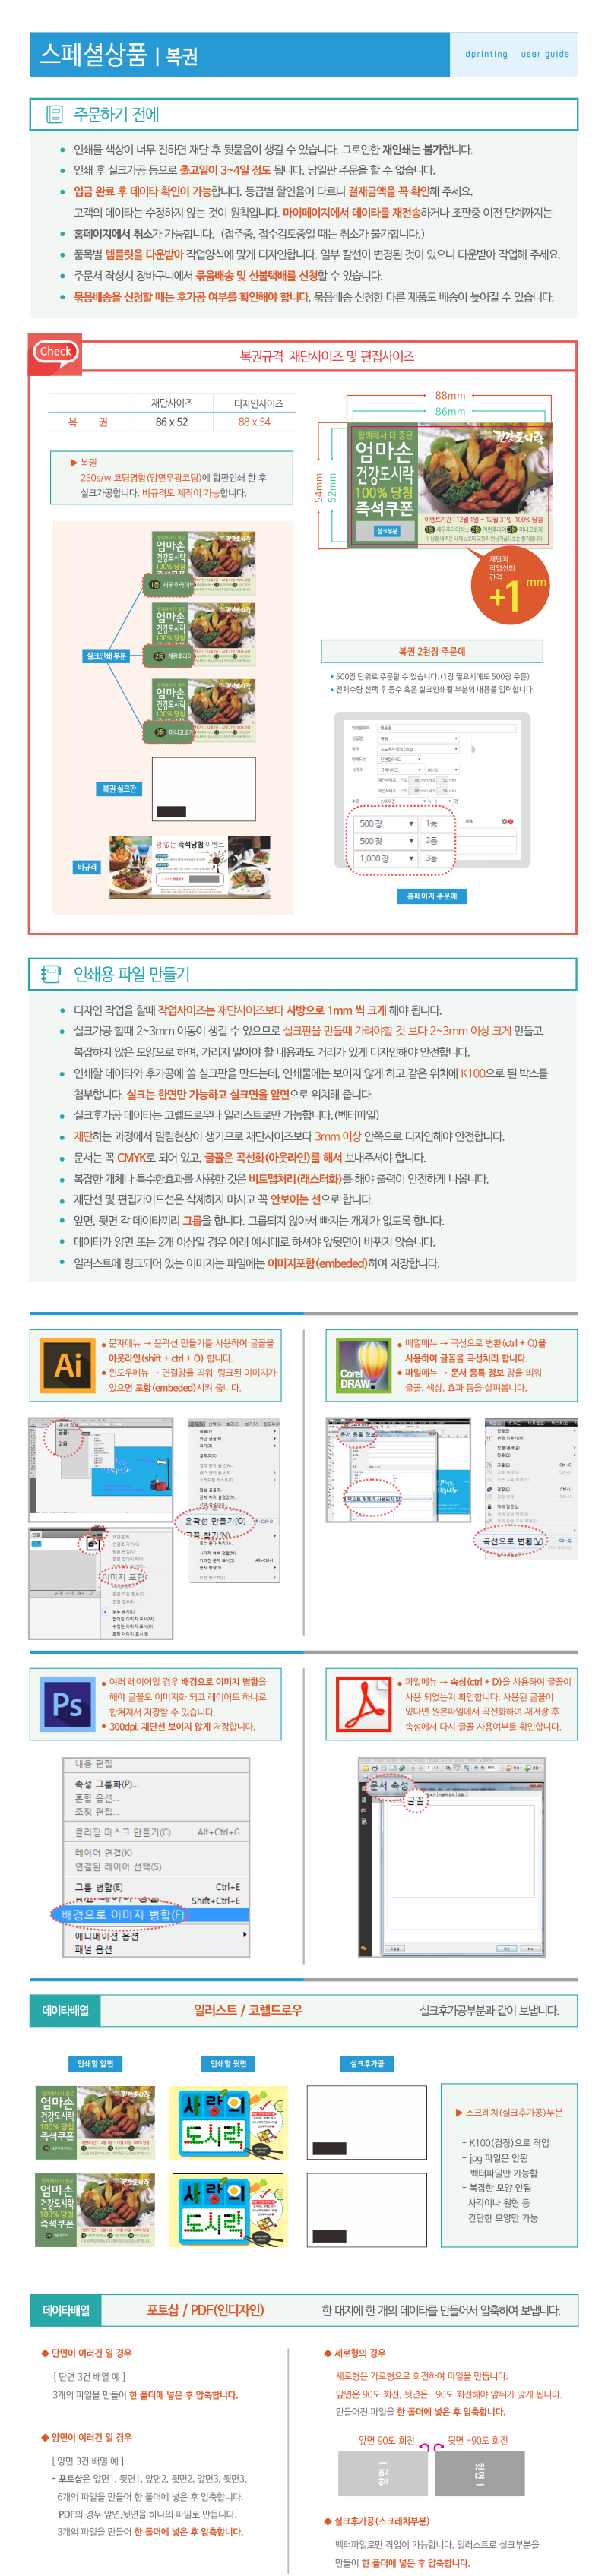 스페셜상품 | 복권
dprinting | user guide
주문하기 전에
• 인쇄물 색상이 너무 진하면 재단 후 뒷묻음이 생길 수 있습니다. 그로인한 재인쇄는 불가합니다.
• 인쇄 후 실크가공 등으로 출고일이 3~4일 정도 됩니다. 당일판 주문을 할 수 없습니다.
• 입금 완료 후 데이타 확인이 가능합니다. 등급별 할인율이 다르니 결재금액을 꼭 확인해 주세요.
고객의 데이타는 수정하지 않는 것이 원칙입니다. 마이페이지에서 데이타를 재전송하거나 조판중 이전 단계까지는
• 홈페이지에서 취소가 가능합니다. (접주중, 접수검토중일 때는 취소가 불가합니다.)
• 품목별 템플릿을 다운받아 작업양식에 맞게 디자인합니다. 일부 칼선이 변경된 것이 있으니 다운받아 작업해 주세요.
• 주문서 작성시 장바구니에서 묶음배송 및 선불택배를 신청할 수 있습니다.
• 묶음배송을 신청할 때는 후가공 여부를 확인해야 합니다. 묶음배송 신청한 다른 제품도 배송이 늦어질 수 있습니다.
Check
복권규격 재단사이즈 및 편집사이즈
재단사이즈 디자인사이즈
복 권 86 x 52 88 x 54
▶ 복권
250s/w 코팅명함(양면무광코팅)에 합판인쇄 한 후
실크가공합니다. 비규격도 제작이 가능합니다.
88mm
86mm
54mm
52mm
함께해서 더 좋은
엄마손
건강도시락
100% 당첨
즉석쿠폰
실크부분
건강도시락
이벤트기간 : 12월 1일 ~ 12월 31일 100% 당첨
재단과
작업선의
간격
+1 mm
엄마손
건강도시락
100% 당첨
1등 새우후라이
엄마손
건강도시락
100% 당첨
2등 계란후라이
엄마손
건강도시락
100% 당첨
3등 미니고로케
실크인쇄 부분
복권 실크판
꽝 없는 즉석당첨 이벤트
비규격
복권 2천장 주문예
• 500장 단위로 주문할 수 있습니다.(1장 필요시에도 500장 주문)
• 전체수량 선택 후 등수 혹은 실크인쇄될 부분의 내용을 입력합니다.
500 장 ▼ 1등
500 장 ▼ 2등
1,000 장 ▼ 3등
홈페이지 주문예
인쇄용 파일 만들기
• 디자인 작업을 할때 작업사이즈는 재단사이즈보다 사방으로 1mm 씩 크게 해야 됩니다.
• 실크가공 할때 2~3mm 이동이 생길 수 있으므로 실크판을 만들때 가려야할 것 보다 2~3mm 이상 크게 만들고
복잡하지 않은 모양으로 하며, 가리지 말아야 할 내용과도 거리가 있게 디자인해야 안전합니다.
• 인쇄할 데이타와 후가공에 쓸 실크판을 만드는데, 인쇄물에는 보이지 않게 하고 같은 위치에 K100으로 된 박스를
첨부합니다. 실크는 한면만 가능하고 실크면을 앞면으로 위치해 줍니다.
• 실크후가공 데이타는 코렐드로우나 일러스트로만 가능합니다.(벡터파일)
• 재단하는 과정에서 밀림현상이 생기므로 재단사이즈보다 3mm 이상 안쪽으로 디자인해야 안전합니다.
• 문서는 꼭 CMYK로 되어 있고, 글꼴은 곡선화(아웃라인)를 해서 보내주셔야 합니다.
• 복잡한 개체나 특수한효과를 사용한 것은 비트맵처리(래스터화)를 해야 출력이 안전하게 나옵니다.
• 재단선 및 편집가이드선은 삭제하지 마시고 꼭 안보이는 선으로 합니다.
• 앞면, 뒷면 각 데이타끼리 그룹을 합니다. 그룹되지 않아서 빠지는 개체가 없도록 합니다.
• 데이타가 양면 또는 2개 이상일 경우 아래 예시대로 하셔야 앞뒷면이 바뀌지 않습니다.
• 일러스트에 링크되어 있는 이미지는 파일에는 이미지포함(embeded)하여 저장합니다.
Ai
• 문자메뉴 → 윤곽선 만들기를 사용하여 글꼴을
아웃라인(shift + ctrl + O) 합니다.
• 윈도우메뉴 → 연결창을 띄워 링크된 이미지가
있으면 포함(embeded)시켜 줍니다.
윤곽선 만들기(O)
이미지 포함
Corel
DRAW
• 배열메뉴 → 곡선으로 변환(ctrl + Q)을
사용하여 글꼴을 곡선처리 합니다.
• 파일메뉴 → 문서 등록 정보 창을 띄워
글꼴, 색상, 효과 등을 살펴봅니다.
문서 등록 정보
곡선으로 변환(V)
Ps
• 여러 레이어일 경우 배경으로 이미지 병합을
해야 글꼴도 이미지화 되고 레이어도 하나로
합쳐져서 저장할 수 있습니다.
• 300dpi, 재단선 보이지 않게 저장합니다.
내용 편집
속성 그룹화(P)...
혼합 옵션...
조정 편집...
클리핑 마스크 만들기(C) Alt+Ctrl+G
레이어 연결(K)
연결된 레이어 선택(S)
그룹 병합(E) Ctrl+E
Shift+Ctrl+E
배경으로 이미지 병합(F)
애니메이션 옵션
패널 옵션...
• 파일메뉴 → 속성(ctrl + D)을 사용하여 글꼴이
사용 되었는지 확인합니다. 사용된 글꼴이
있다면 원본파일에서 곡선화하여 재저장 후
속성에서 다시 글꼴 사용여부를 확인합니다.
문서 속성
글꼴
데이타배열
일러스트 / 코렐드로우
실크후가공부분과 같이 보냅니다.
인쇄할 앞면
인쇄할 뒷면
실크후가공
엄마손
건강도시락
100% 당첨
즉석쿠폰
사람의
도시락
엄마손
건강도시락
100% 당첨
즉석쿠폰
사람의
도시락
▶ 스크레치(실크후가공)부분
- K100(검정)으로 작업
- jpg 파일은 안됨
벡터파일만 가능함
- 복잡한 모양 안됨
사각이나 원형 등
간단한 모양만 가능
데이타배열
포토샵 / PDF(인디자인)
한 대지에 한 개의 데이타를 만들어서 압축하여 보냅니다.
◆ 단면이 여러건 일 경우
[ 단면 3건 배열 예 ]
3개의 파일을 만들어 한 폴더에 넣은 후 압축합니다.
◆ 양면이 여러건 일 경우
[ 양면 3건 배열 예 ]
- 포토샵은 앞면1, 뒷면1, 앞면2, 뒷면2, 앞면3, 뒷면3,
6개의 파일을 만들어 한 폴더에 넣은 후 압축합니다.
- PDF의 경우 앞면,뒷면을 하나의 파일로 만듭니다.
3개의 파일을 만들어 한 폴더에 넣은 후 압축합니다.
◆ 세로형의 경우
세로형은 가로형으로 회전하여 파일을 만듭니다.
앞면은 90도 회전, 뒷면은 -90도 회전해야 앞뒤가 맞게 됩니다.
만들어진 파일을 한 폴더에 넣은 후 압축합니다.
앞면 90도 회전 뒷면 -90도 회전
앞면 1
뒷면 1
◆ 실크후가공(스크레치부분)
벡터파일로만 작업이 가능합니다. 일러스트로 실크부분을
만들어 한 폴더에 넣은 후 압축합니다.